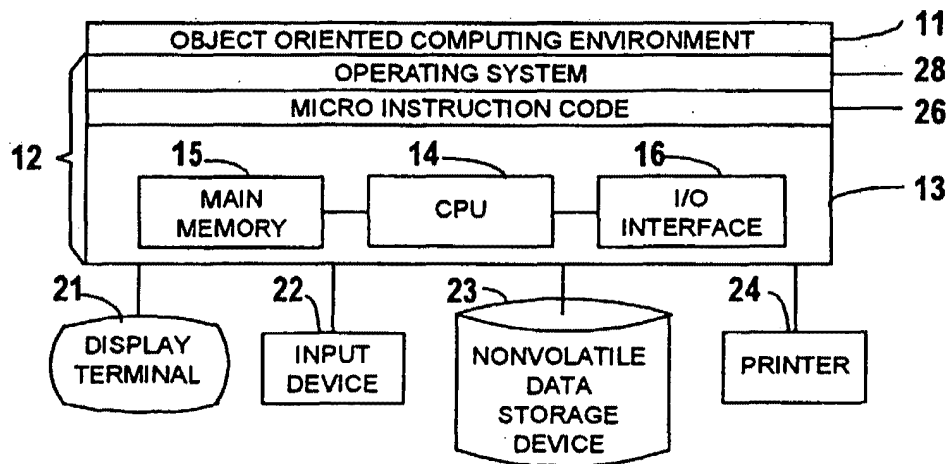 OBJECT ORIENTED COMPUTING ENVIRONMENT
11
OPERATING SYSTEM
28
MICRO INSTRUCTION CODE
26
12
15
14
16
13
MAIN
MEMORY
CPU
I/O
INTERFACE
21
22
23
24
DISPLAY
TERMINAL
INPUT
DEVICE
NONVOLATILE
DATA
STORAGE
DEVICE
PRINTER